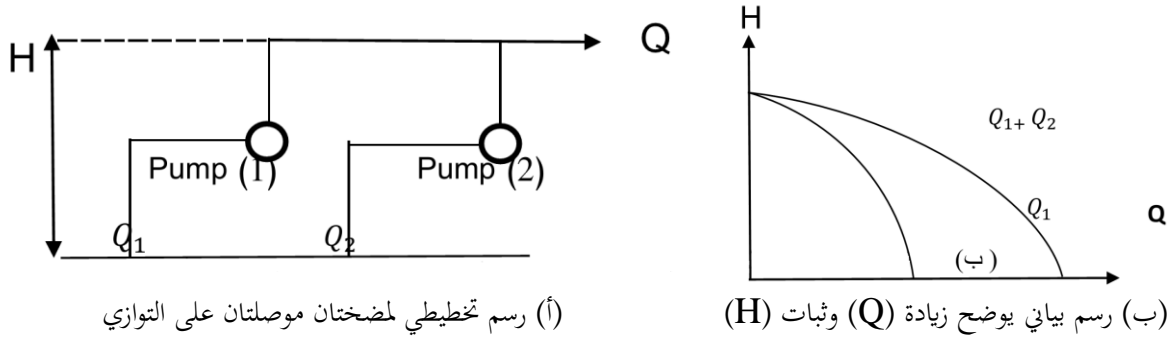 H
Q
Pump (1)
Pump (2)
Q₁
Q₂
(أ) رسم تخطيطي لمضختان موصلتان على التوازي
H
Q₁₊ Q₂
Q₁
Q
(ب)
(ب) رسم بياني يوضح زيادة (Q) وثبات (H)